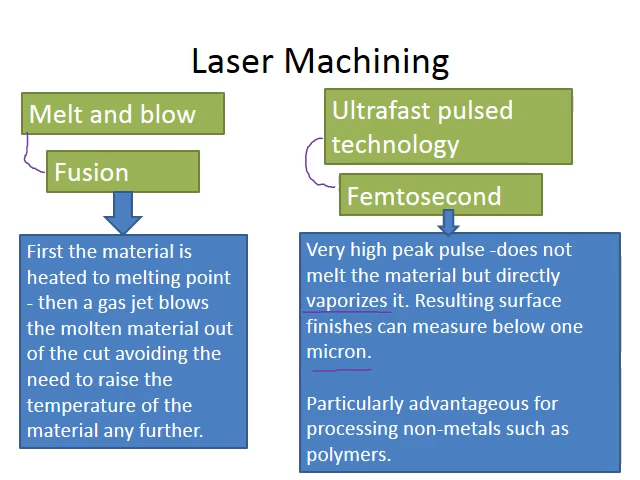 Laser Machining
Melt and blow
Fusion
First the material is
heated to melting point
- then a gas jet blows
the molten material out
of the cut avoiding the
need to raise the
temperature of the
material any further.
Ultrafast pulsed
technology
Femtosecond
Very high peak pulse -does not
melt the material but directly
vaporizes it. Resulting surface
finishes can measure below one
micron.
Particularly advantageous for
processing non-metals such as
polymers.